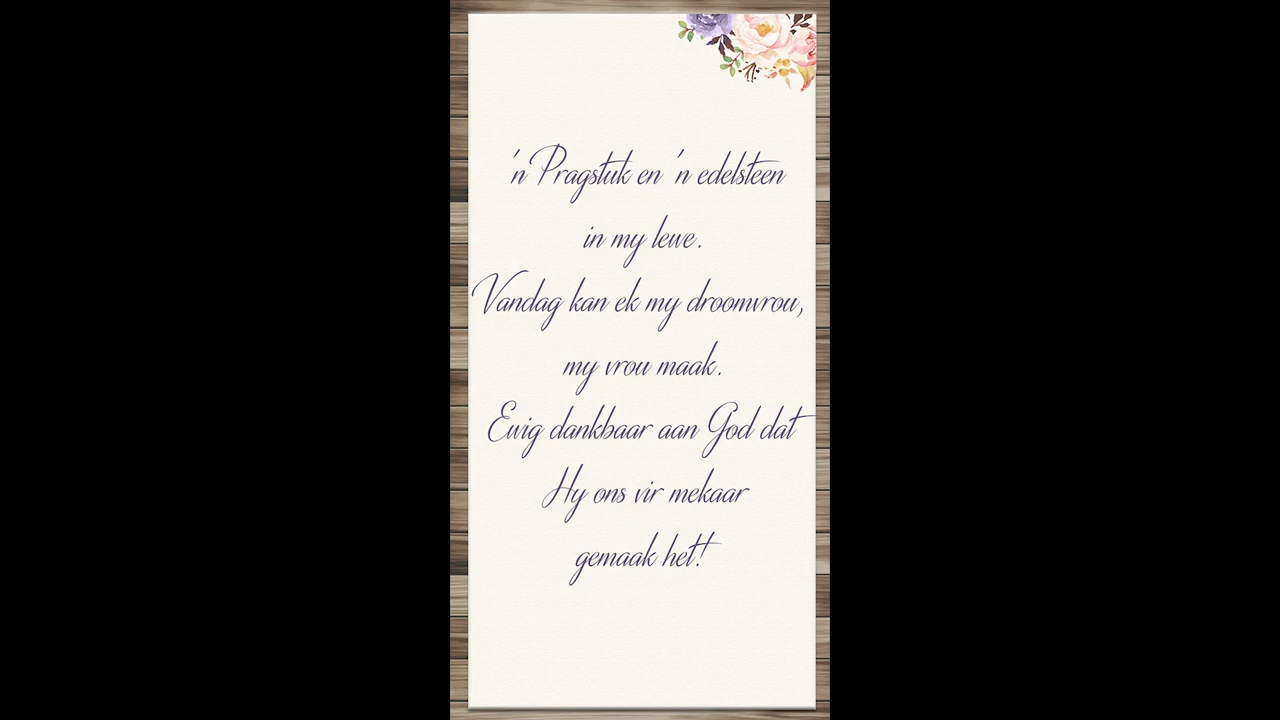 'n Pragstuk en 'n edelsteen
in my lewe.
Vandag kan ek my droomvrou,
my vrou maak.
Ewig dankbaar aan God dat
Hy ons vir mekaar
gemaak het!